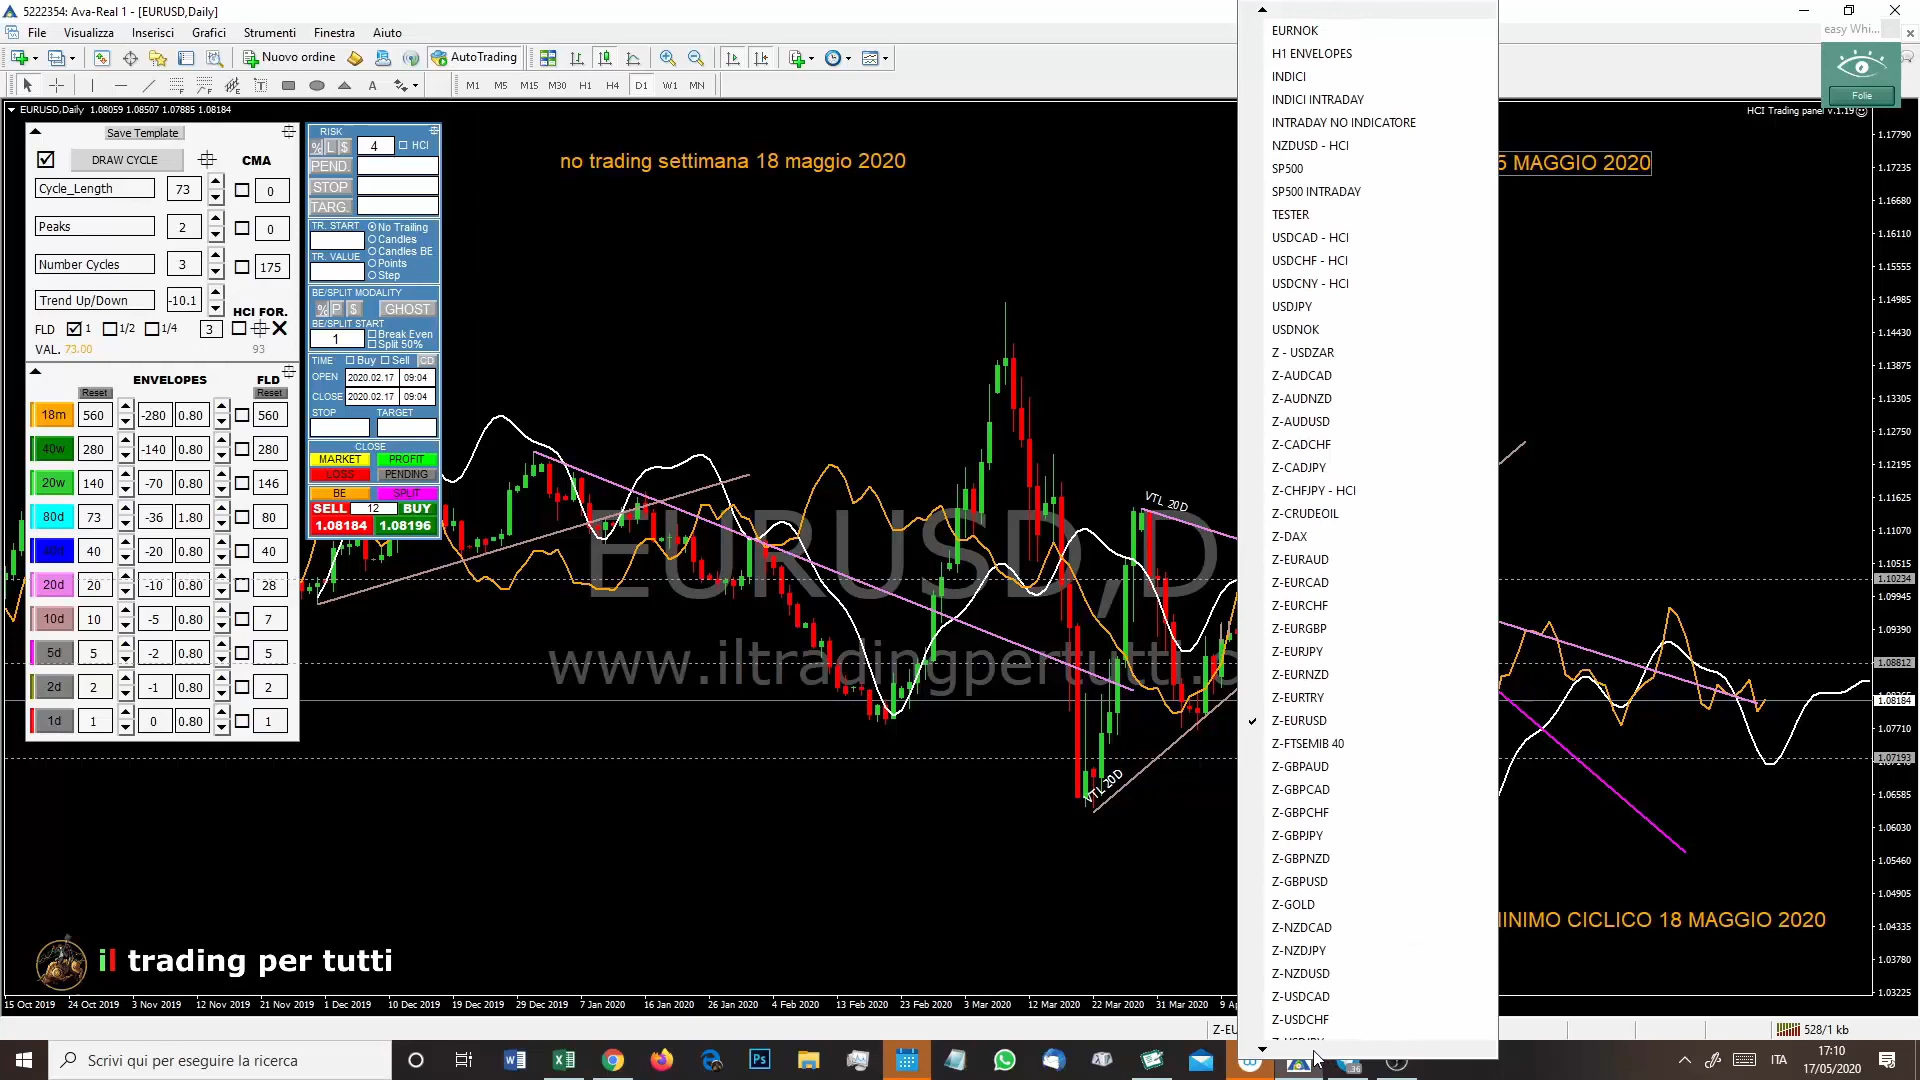 5222354: Ava-Real 1 - [EURUSD,Daily]
File Visualizza Inserisci Grafici Strumenti Finestra Aiuto
easy Whi...
Nuovo ordine AutoTrading
Folie
A M1 M5 M15 M30 H1 H4 D1 W1 MN
EURUSD,Daily 1.08059 1.08507 1.07885 1.08184
HCI Trading panel v.1.19
Save Template
DRAW CYCLE CMA
Cycle_Length 73 0
Peaks 2 0
Number Cycles 3 175
Trend Up/Down -10.1
HCI FOR.
FLD 1 1/2 1/4 3
VAL. 73.00 93
ENVELOPES FLD
Reset Reset
18m 560 -280 0.80 560
40w 280 -140 0.80 280
20w 140 -70 0.80 146
80d 73 -36 1.80 80
40d 40 -20 0.80 40
20d 20 -10 0.80 28
10d 10 -5 0.80 7
5d 5 -2 0.80 5
2d 2 -1 0.80 2
1d 1 0 0.80 1
RISK
% L $ 4 HCI
PEND.
STOP
TARG.
TR. START No Trailing
Candles
Candles BE
TR. VALUE
Points
Step
BE/SPLIT MODALITY
% P $ GHOST
BE/SPLIT START
1 Break Even
Split 50%
TIME Buy Sell CD
OPEN 2020.02.17 09:04
CLOSE 2020.02.17 09:04
STOP TARGET
CLOSE
MARKET PROFIT
LOSS PENDING
BE SPLIT
SELL 12 BUY
1.08184 1.08196
no trading settimana 18 maggio 2020
5 MAGGIO 2020
EURUSD,D
www.iltradingpertutti.c
VTL 20D
VTL 20D
INIMO CICLICO 18 MAGGIO 2020
il trading per tutti
EURNOK
H1 ENVELOPES
INDICI
INDICI INTRADAY
INTRADAY NO INDICATORE
NZDUSD - HCI
SP500
SP500 INTRADAY
TESTER
USDCAD - HCI
USDCHF - HCI
USDCNY - HCI
USDJPY
USDNOK
Z - USDZAR
Z-AUDCAD
Z-AUDNZD
Z-AUDUSD
Z-CADCHF
Z-CADJPY
Z-CHFJPY - HCI
Z-CRUDEOIL
Z-DAX
Z-EURAUD
Z-EURCAD
Z-EURCHF
Z-EURGBP
Z-EURJPY
Z-EURNZD
Z-EURTRY
Z-EURUSD
Z-FTSEMIB 40
Z-GBPAUD
Z-GBPCAD
Z-GBPCHF
Z-GBPJPY
Z-GBPNZD
Z-GBPUSD
Z-GOLD
Z-NZDCAD
Z-NZDJPY
Z-NZDUSD
Z-USDCAD
Z-USDCHF
1.17790
1.17235
1.16680
1.16110
1.15555
1.14985
1.14430
1.13875
1.13305
1.12750
1.12195
1.11625
1.11070
1.10515
1.10234
1.09945
1.09390
1.08812
1.08184
1.07710
1.07193
1.06585
1.06030
1.05460
1.04905
1.04335
1.03780
1.03225
15 Oct 2019 24 Oct 2019 3 Nov 2019 12 Nov 2019 21 Nov 2019 1 Dec 2019 10 Dec 2019 19 Dec 2019 29 Dec 2019 7 Jan 2020 16 Jan 2020 26 Jan 2020 4 Feb 2020 13 Feb 2020 23 Feb 2020 3 Mar 2020 12 Mar 2020 22 Mar 2020 31 Mar 2020 9 Ap
Z-EU
528/1 kb
Scrivi qui per eseguire la ricerca
ITA
17:10
17/05/2020